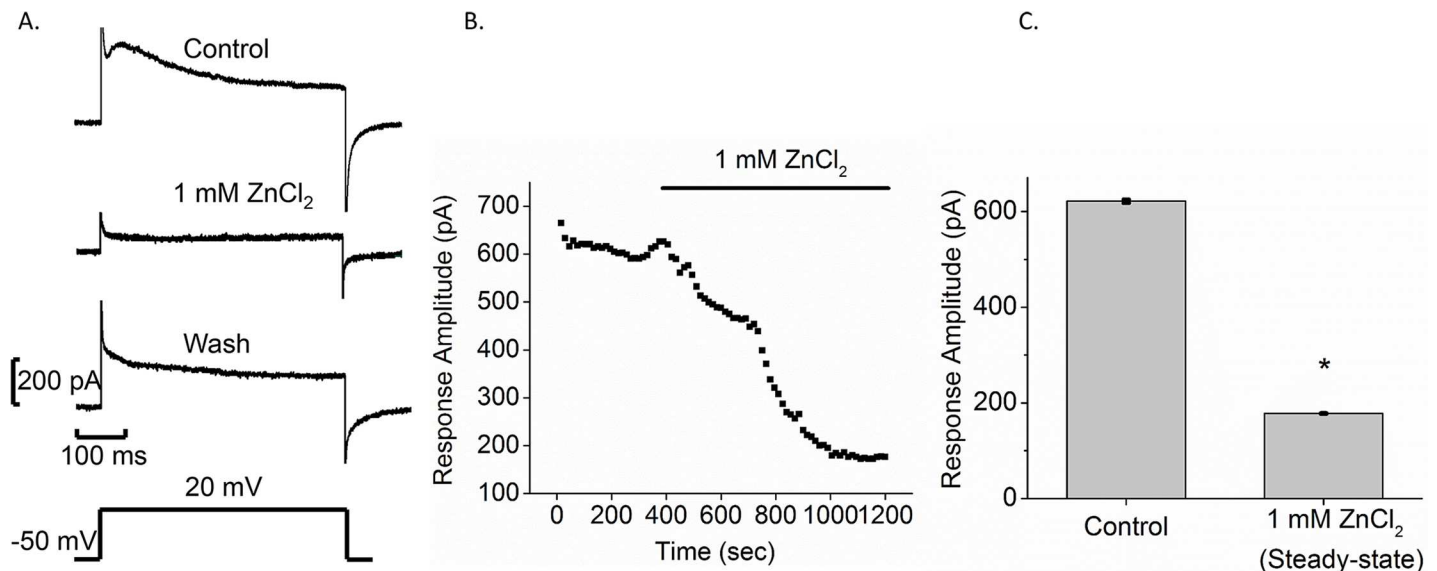 A.
Control
1 mM ZnCl₂
Wash
200 pA
100 ms
20 mV
-50 mV
B.
1 mM ZnCl₂
Response Amplitude (pA)
700
600
500
400
300
200
100
0 200 400 600 800 1000 1200
Time (sec)
C.
Response Amplitude (pA)
600
400
200
0
*
Control
1 mM ZnCl₂
(Steady-state)